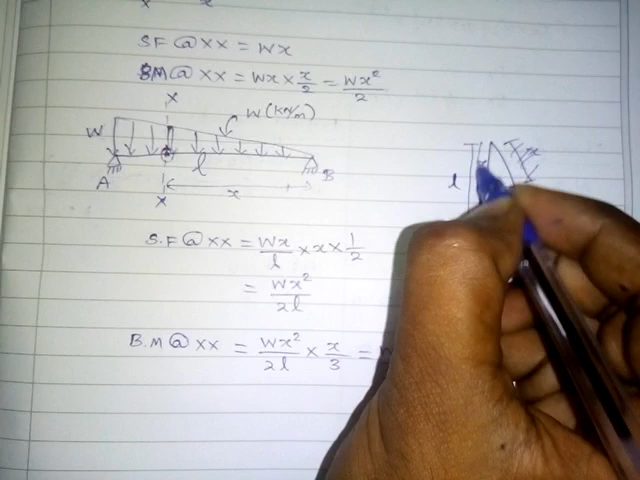 x x
SF @ xx = wx
BM @ xx = wx × x/2 = wx²/2
x
W W (kN/m)
l
A B
x x
S.F @ xx = wx/l × x × 1/2
= wx²/2l
l
B.M @ xx = wx²/2l × x/3 =